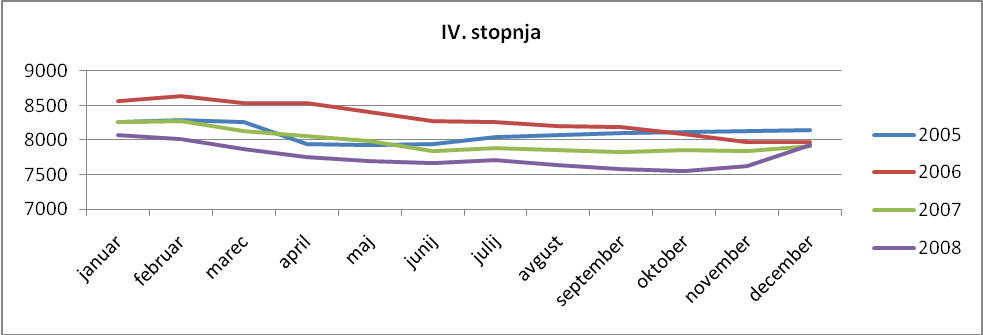 IV. stopnja
9000
8500
8000
7500
7000
januar
februar
marec
april
maj
junij
julij
avgust
september
oktober
november
december
2005
2006
2007
2008